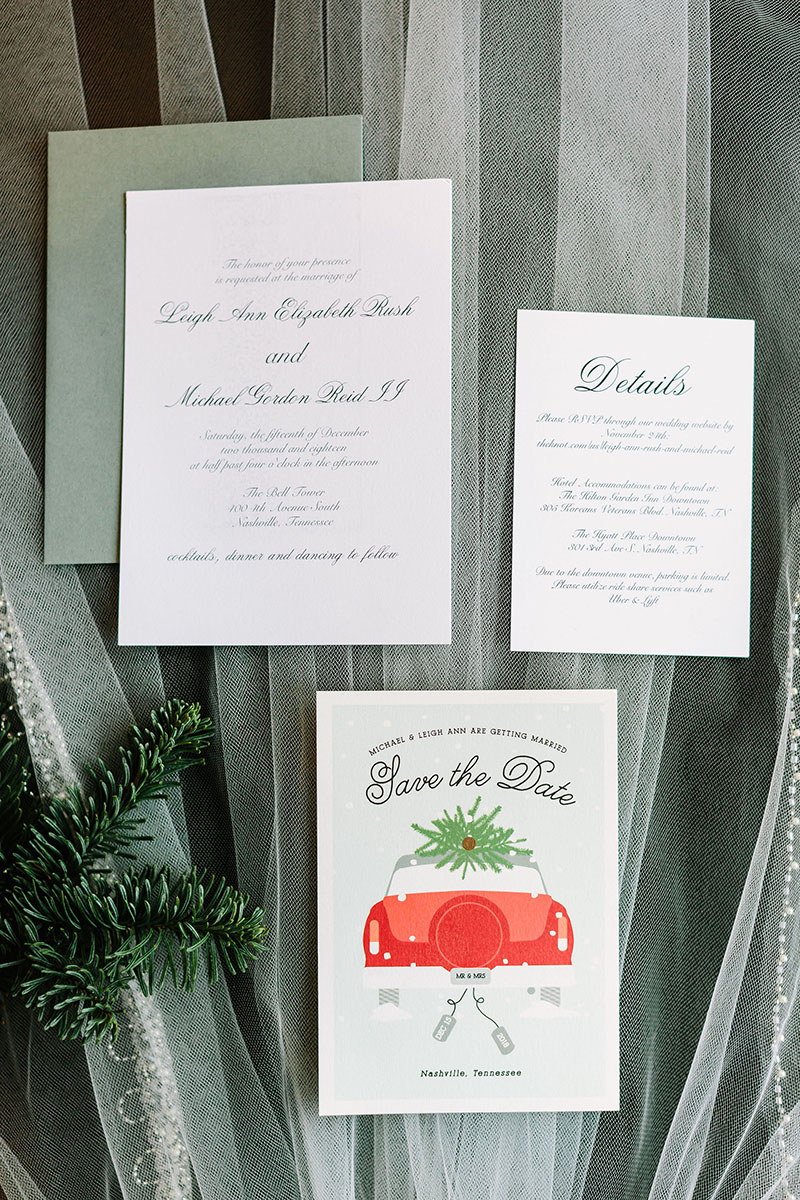 The honor of your presence
is requested at the marriage of
Leigh Ann Elizabeth Rush
and
Michael Gordon Reid II
Saturday, the fifteenth of December
two thousand and eighteen
at half past four o'clock in the afternoon
The Bell Tower
400 4th Avenue South
Nashville, Tennessee
cocktails, dinner and dancing to follow
Details
Please RSVP through our wedding website by
November 24th:
theknot.com/us/leigh-ann-rush-and-michael-reid
Hotel Accommodations can be found at:
The Hilton Garden Inn Downtown
305 Koreans Veterans Blvd. Nashville, TN
The Hyatt Place Downtown
301 3rd Ave S. Nashville, TN
Due to the downtown venue, parking is limited.
Please utilize ride share services such as
Uber & Lyft
MICHAEL & LEIGH ANN ARE GETTING MARRIED
Save the Date
MR & MRS
DEC 15
2018
Nashville, Tennessee